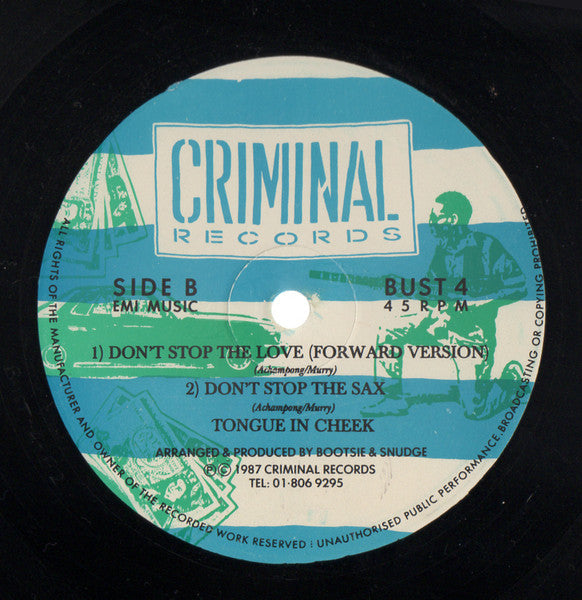 CRIMINAL
RECORDS
SIDE B
EMI MUSIC
BUST 4
45 RPM
1) DON'T STOP THE LOVE (FORWARD VERSION)
(Achampong/Murry)
2) DON'T STOP THE SAX
(Achampong/Murry)
TONGUE IN CHEEK
ARRANGED & PRODUCED BY BOOTSIE & SNUDGE
℗ © 1987 CRIMINAL RECORDS
TEL: 01·806 9295
ALL RIGHTS OF THE MANUFACTURER AND OWNER OF THE RECORDED WORK RESERVED : UNAUTHORISED PUBLIC PERFORMANCE, BROADCASTING OR COPYING PROHIBITED